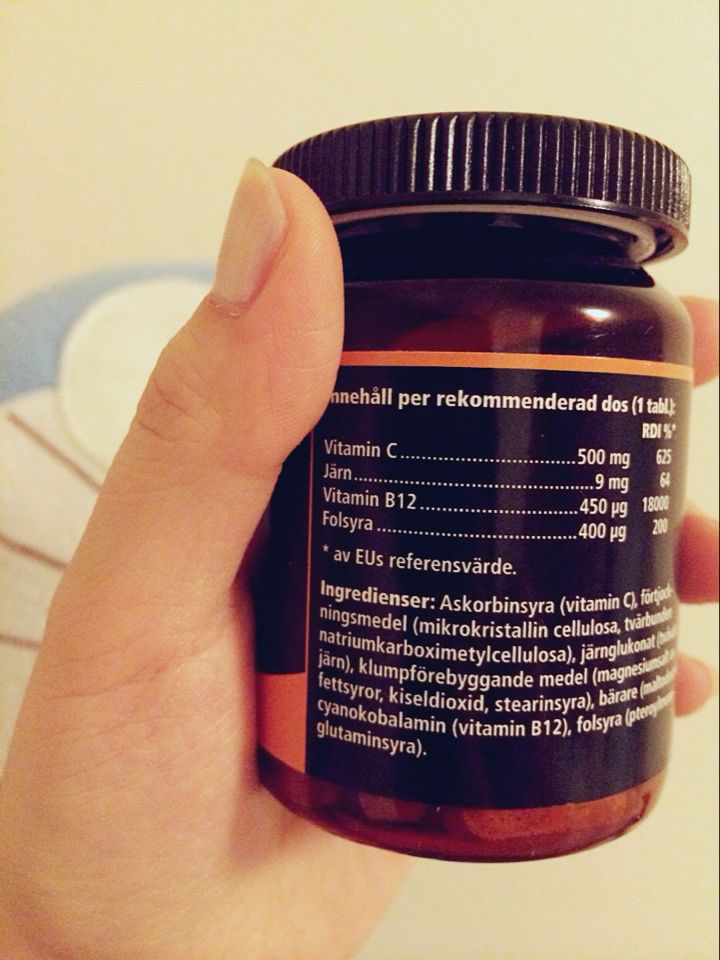 nnehåll per rekommenderad dos (1 tabl.):
RDI %*
Vitamin C...................................500 mg 625
Järn...............................................9 mg 64
Vitamin B12...............................450 µg 18000
Folsyra.......................................400 µg 200
* av EUs referensvärde.
Ingredienser: Askorbinsyra (vitamin C), förtjock-
ningsmedel (mikrokristallin cellulosa, tvärbunden
natriumkarboximetylcellulosa), järnglukonat
järn), klumpförebyggande medel (magnesiumsalt
fettsyror, kiseldioxid, stearinsyra), bärare
cyanokobalamin (vitamin B12), folsyra
glutaminsyra).